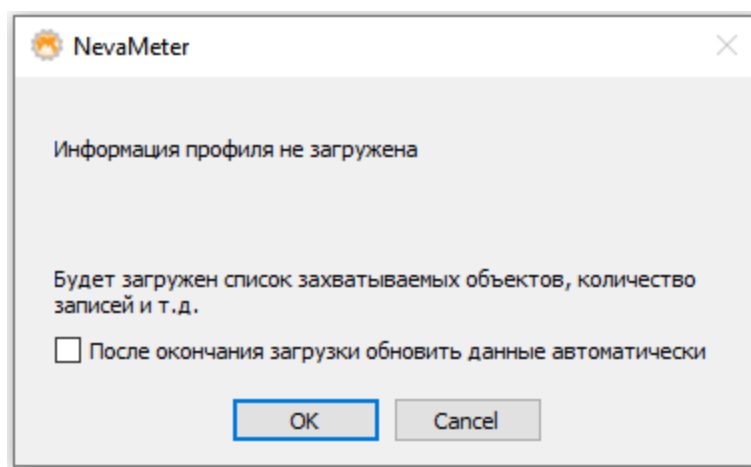 NevaMeter
Информация профиля не загружена
Будет загружен список захватываемых объектов, количество
записей и т.д.
После окончания загрузки обновить данные автоматически
OK
Cancel